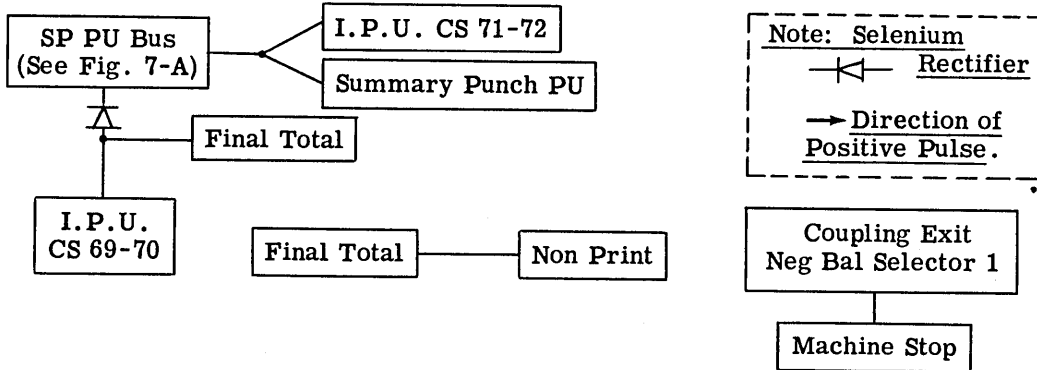 SP PU Bus
(See Fig. 7-A)
I.P.U. CS 71-72
Summary Punch PU
Final Total
I.P.U.
CS 69-70
Final Total
Non Print
Note: Selenium
Rectifier
Direction of
Positive Pulse.
Coupling Exit
Neg Bal Selector 1
Machine Stop